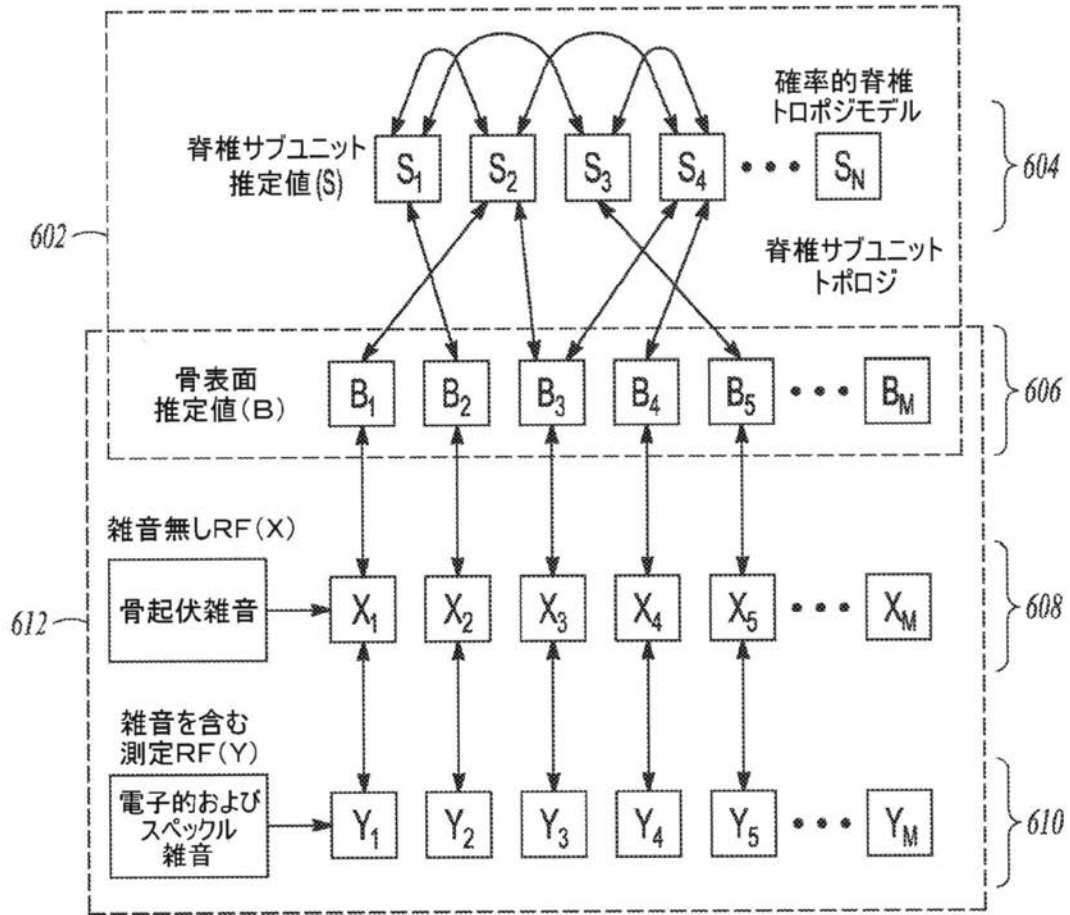 確率的脊椎
トロポジモデル
脊椎サブユニット
推定値(S)
S1 S2 S3 S4 ••• SN
604
602
脊椎サブユニット
トポロジ
骨表面
推定値(B)
B1 B2 B3 B4 B5 ••• BM
606
雑音無しRF(X)
骨起伏雑音
X1 X2 X3 X4 X5 ••• XM
608
612
雑音を含む
測定RF(Y)
電子的および
スペックル
雑音
Y1 Y2 Y3 Y4 Y5 ••• YM
610